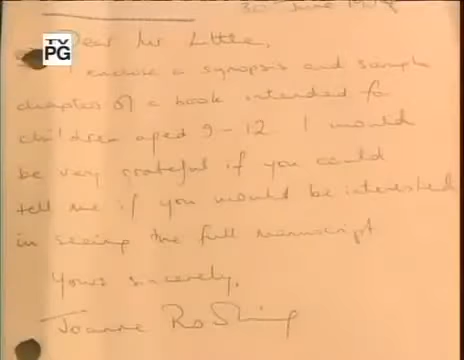 30 June
Dear Mr Little,
TV
PG
I enclose a synopsis and sample
chapters of a book intended for
children aged 9-12. I would
be very grateful if you could
tell me if you would be interested
in seeing the full manuscript
Yours sincerely,
Joanne Rowling